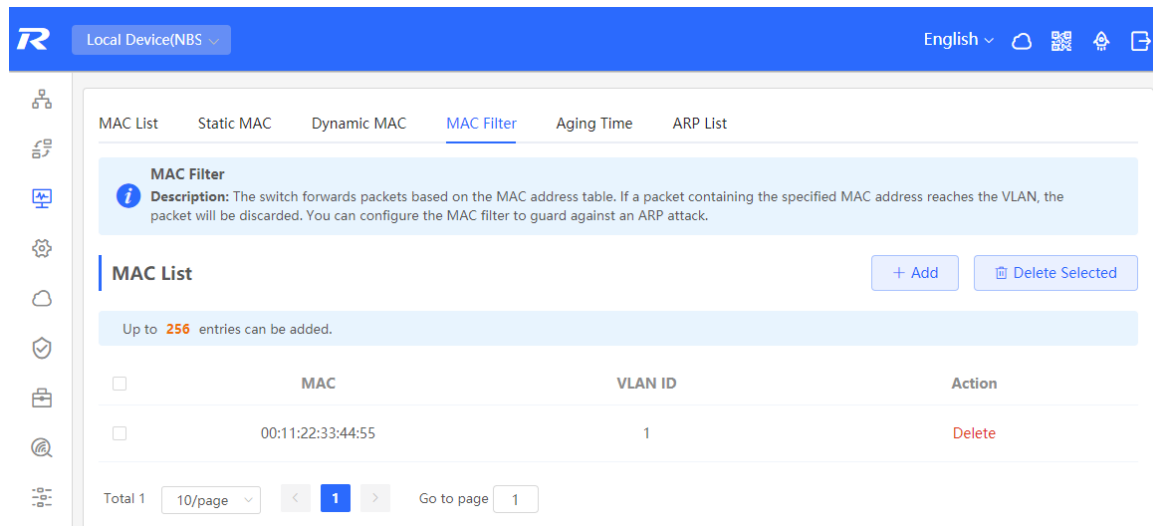 Local Device(NBS
English
MAC List Static MAC Dynamic MAC MAC Filter Aging Time ARP List
MAC Filter
Description: The switch forwards packets based on the MAC address table. If a packet containing the specified MAC address reaches the VLAN, the
packet will be discarded. You can configure the MAC filter to guard against an ARP attack.
MAC List
+ Add Delete Selected
Up to 256 entries can be added.
MAC VLAN ID Action
00:11:22:33:44:55 1 Delete
Total 1 10/page < 1 > Go to page 1